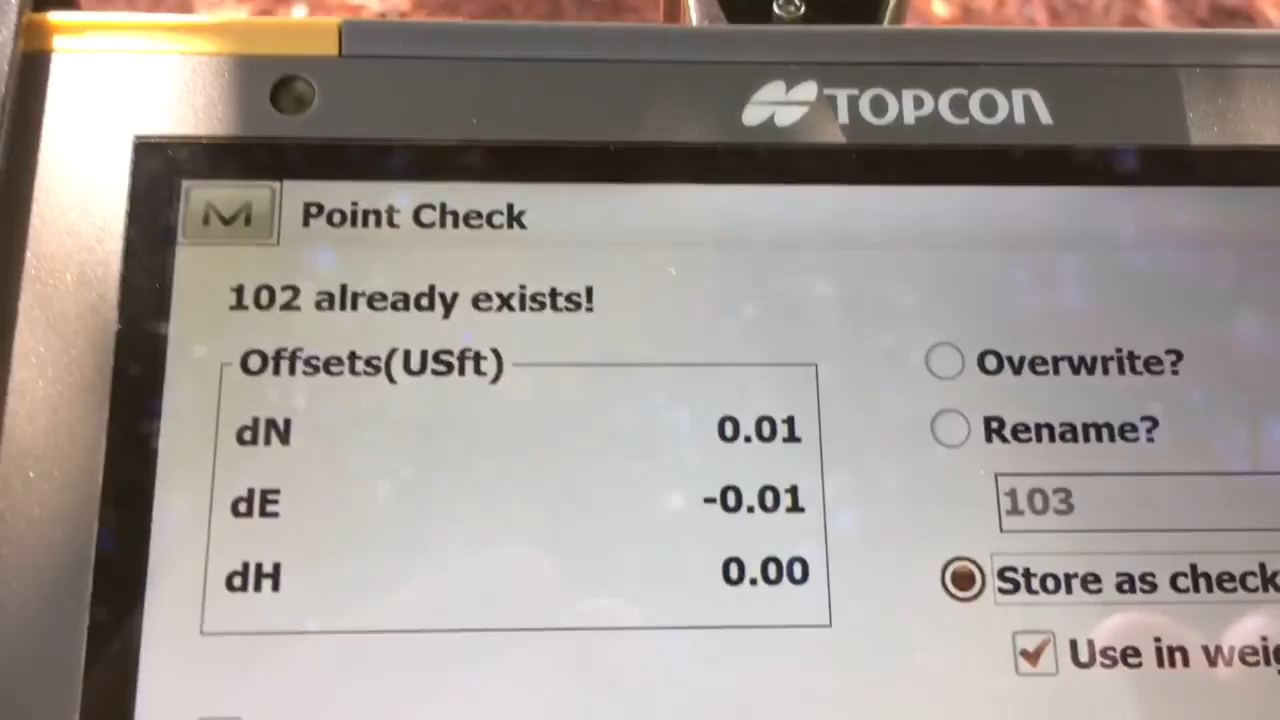 TOPCON
Point Check
102 already exists!
Offsets(USft)
dN 0.01
dE -0.01
dH 0.00
Overwrite?
Rename?
103
Store as check
Use in